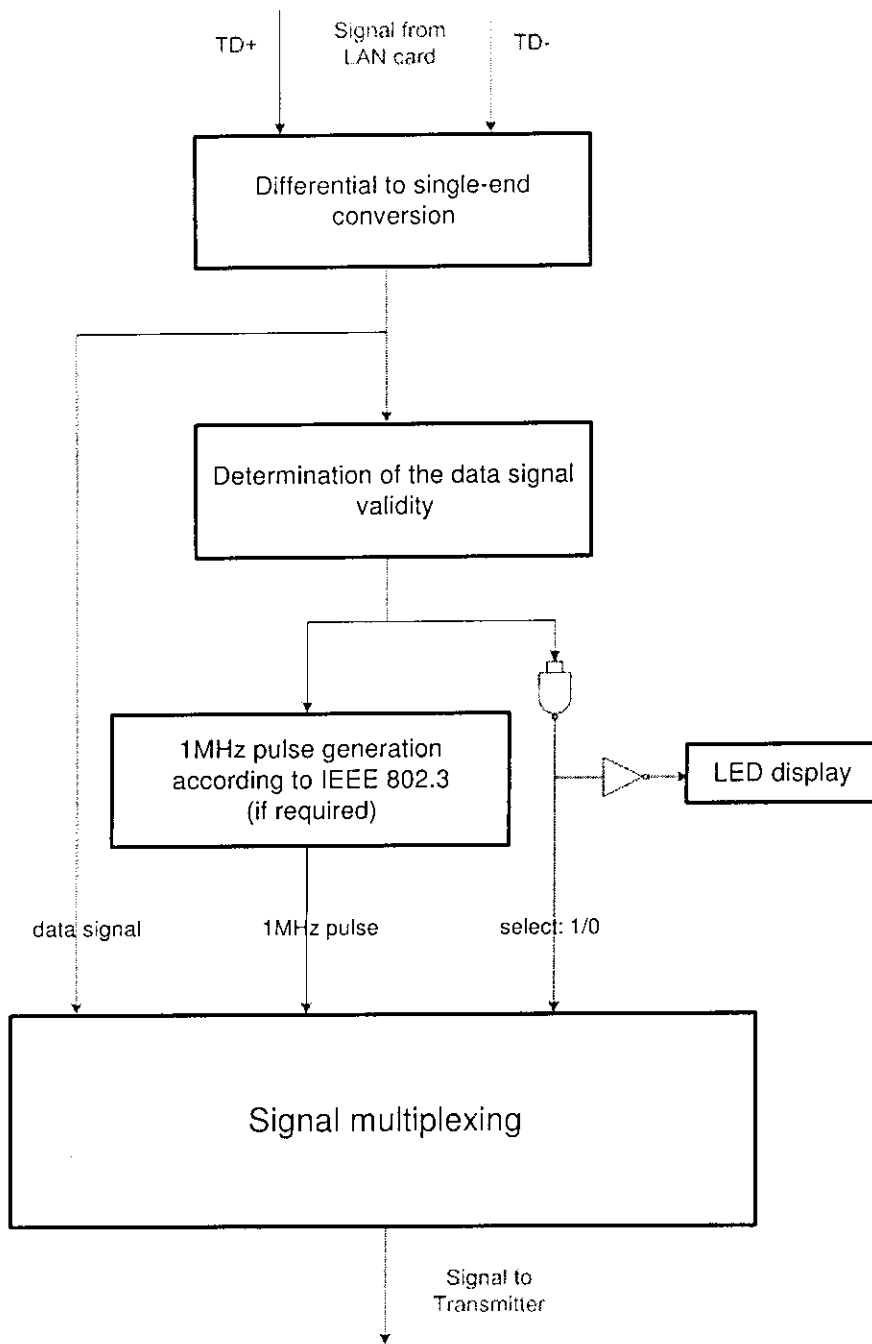 Signal from
TD+
LAN card
TD-
Differential to single-end
conversion
Determination of the data signal
validity
1MHz pulse generation
according to IEEE 802.3
(if required)
LED display
data signal
1MHz pulse
select: 1/0
Signal multiplexing
Signal to
Transmitter